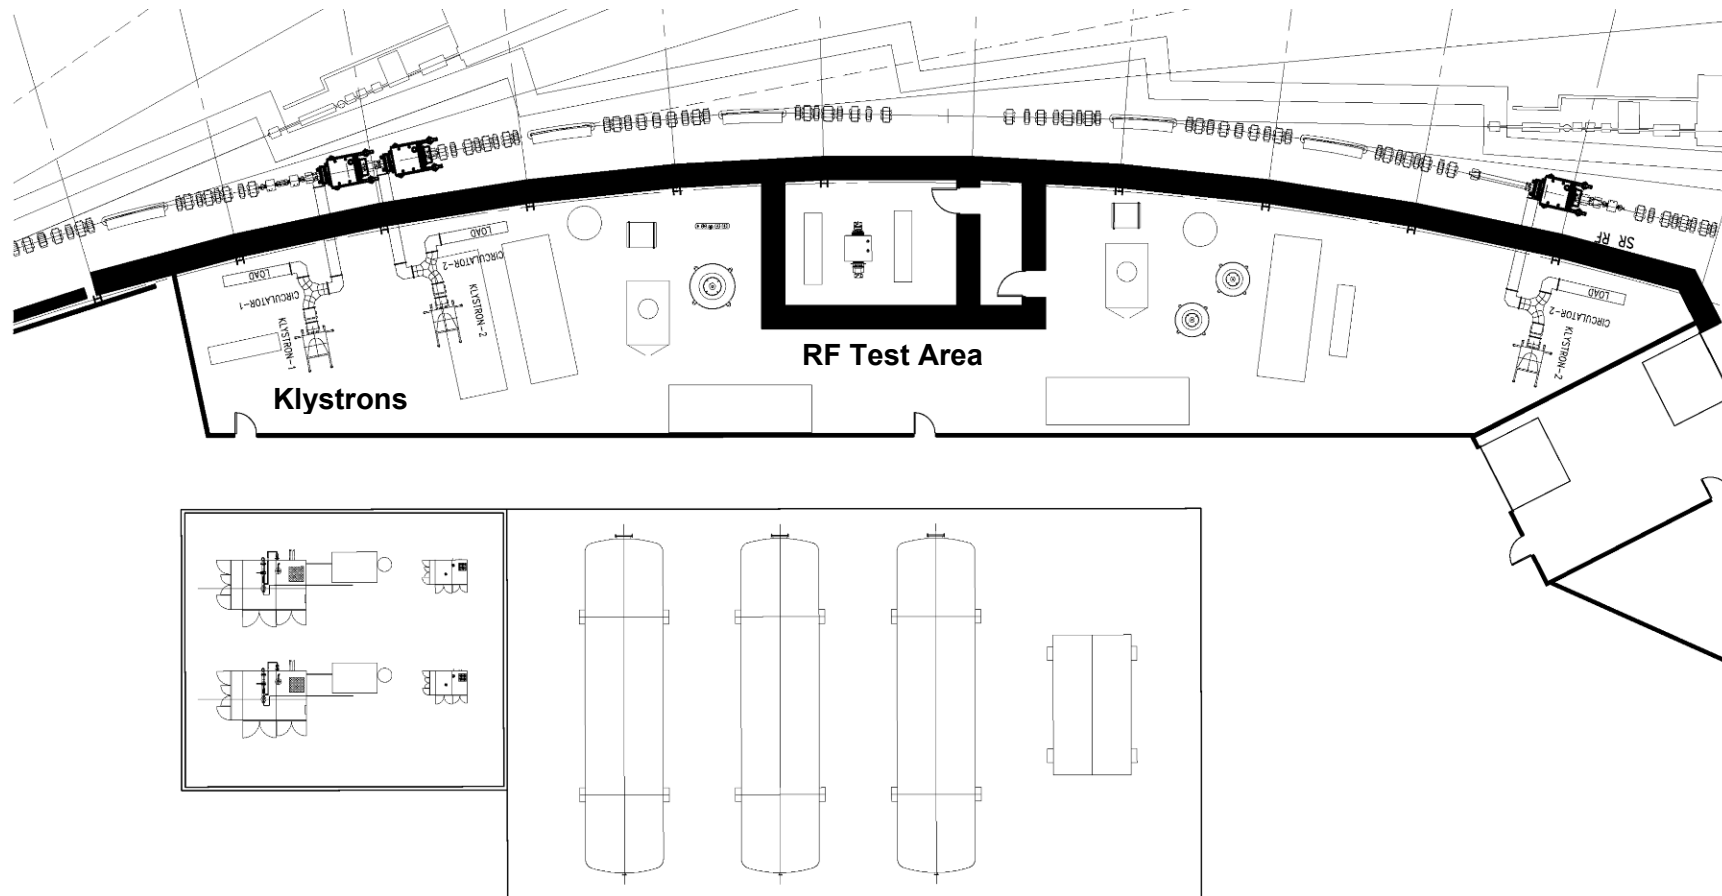 SR RF
LOAD
CIRCULATOR-1
KLYSTRON-1
LOAD
CIRCULATOR-2
KLYSTRON-2
Klystrons
RF Test Area
LOAD
CIRCULATOR-2
KLYSTRON-2